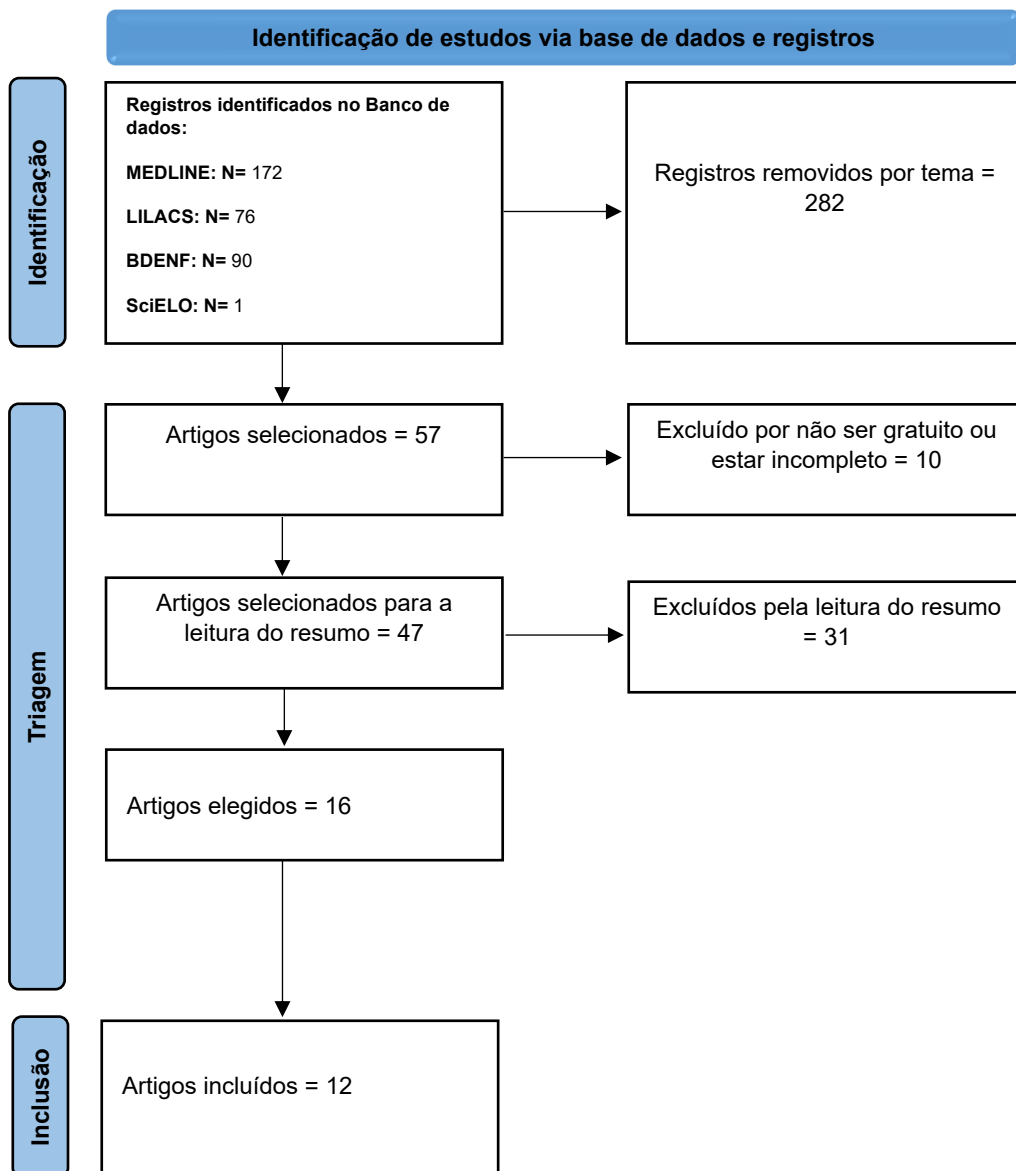 Identificação de estudos via base de dados e registros
Identificação
Registros identificados no Banco de
dados:
MEDLINE: N= 172
LILACS: N= 76
BDENF: N= 90
SciELO: N= 1
Registros removidos por tema =
282
Triagem
Artigos selecionados = 57
Excluído por não ser gratuito ou
estar incompleto = 10
Artigos selecionados para a
leitura do resumo = 47
Excluídos pela leitura do resumo
= 31
Artigos elegidos = 16
Inclusão
Artigos incluídos = 12